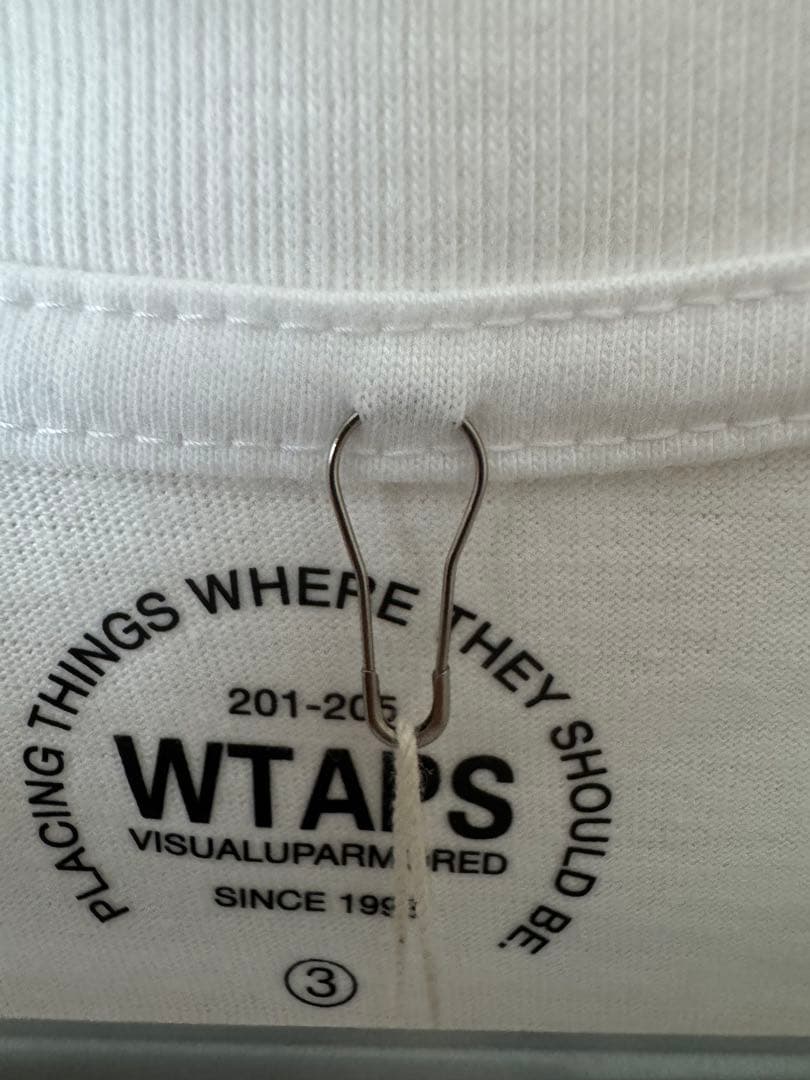 PLACING THINGS WHERE THEY SHOULD BE.
201-205
WTAPS
VISUALUPARMORED
SINCE
3